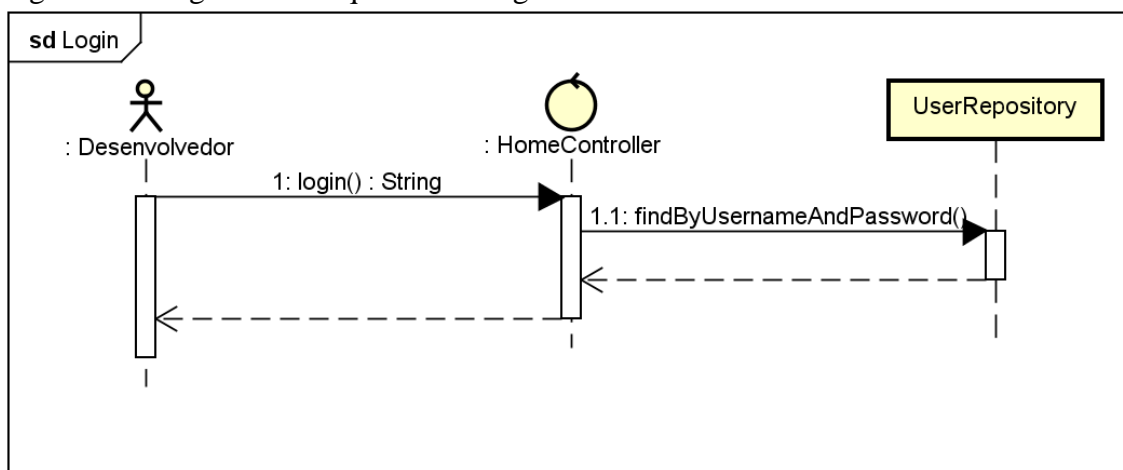 sd Login
: Desenvolvedor
: HomeController
UserRepository
1: login() : String
1.1: findByUsernameAndPassword()